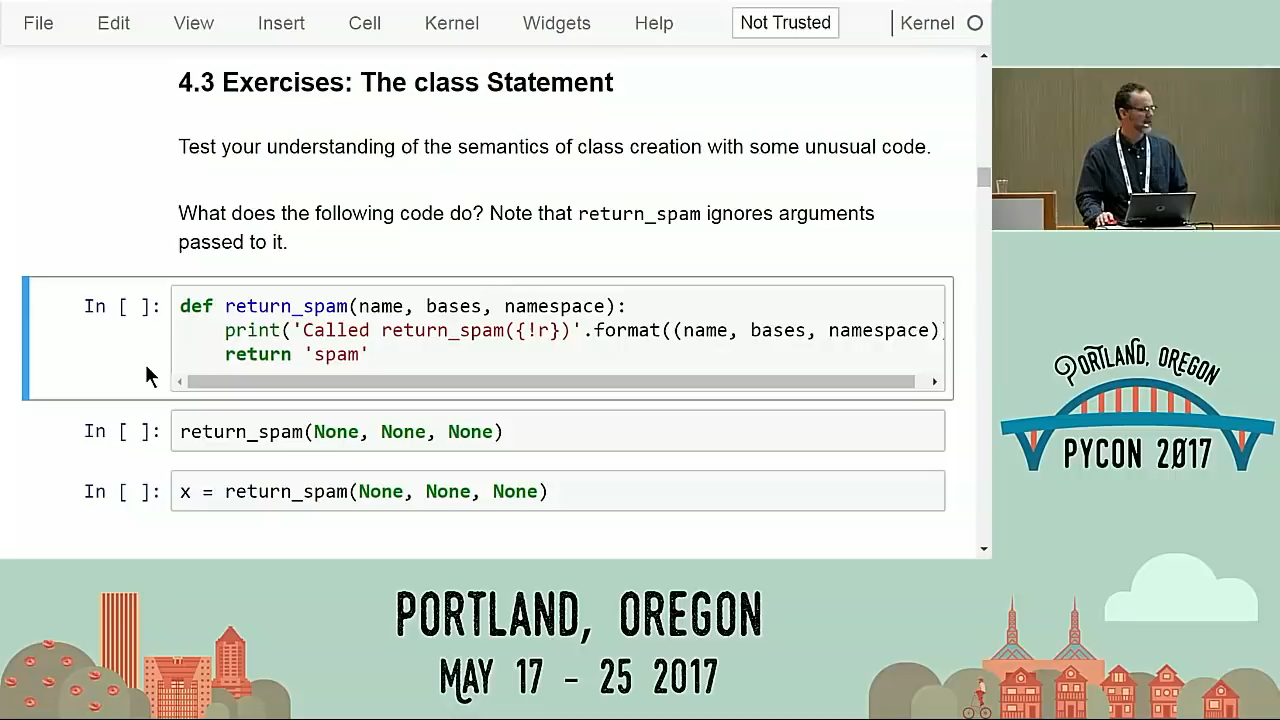 File Edit View Insert Cell Kernel Widgets Help Not Trusted Kernel
4.3 Exercises: The class Statement
Test your understanding of the semantics of class creation with some unusual code.
What does the following code do? Note that return_spam ignores arguments
passed to it.
In [ ]: def return_spam(name, bases, namespace):
print('Called return_spam({!r})'.format((name, bases, namespace)
return 'spam'
In [ ]: return_spam(None, None, None)
In [ ]: x = return_spam(None, None, None)
PORTLAND, OREGON
PYCON 2017
PORTLAND, OREGON
MAY 17 - 25 2017